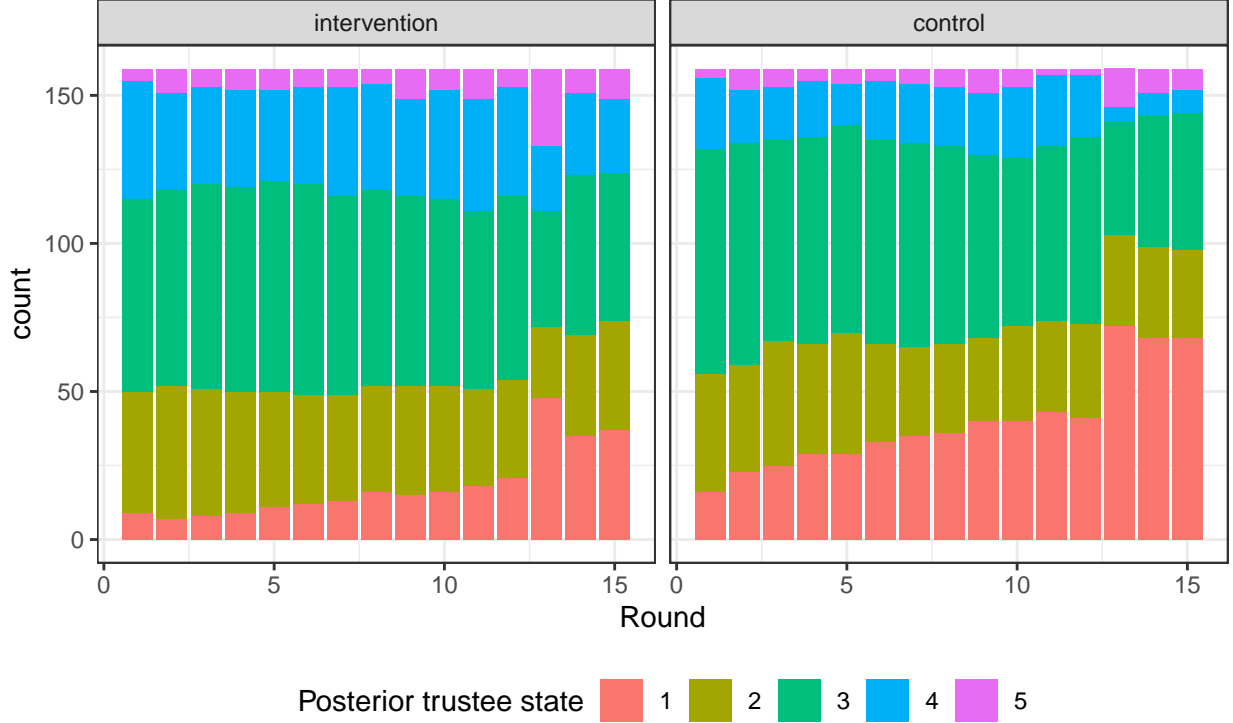 intervention control
150
100
50
0
count
0 5 10 15 0 5 10 15
Round
Posterior trustee state 1 2 3 4 5